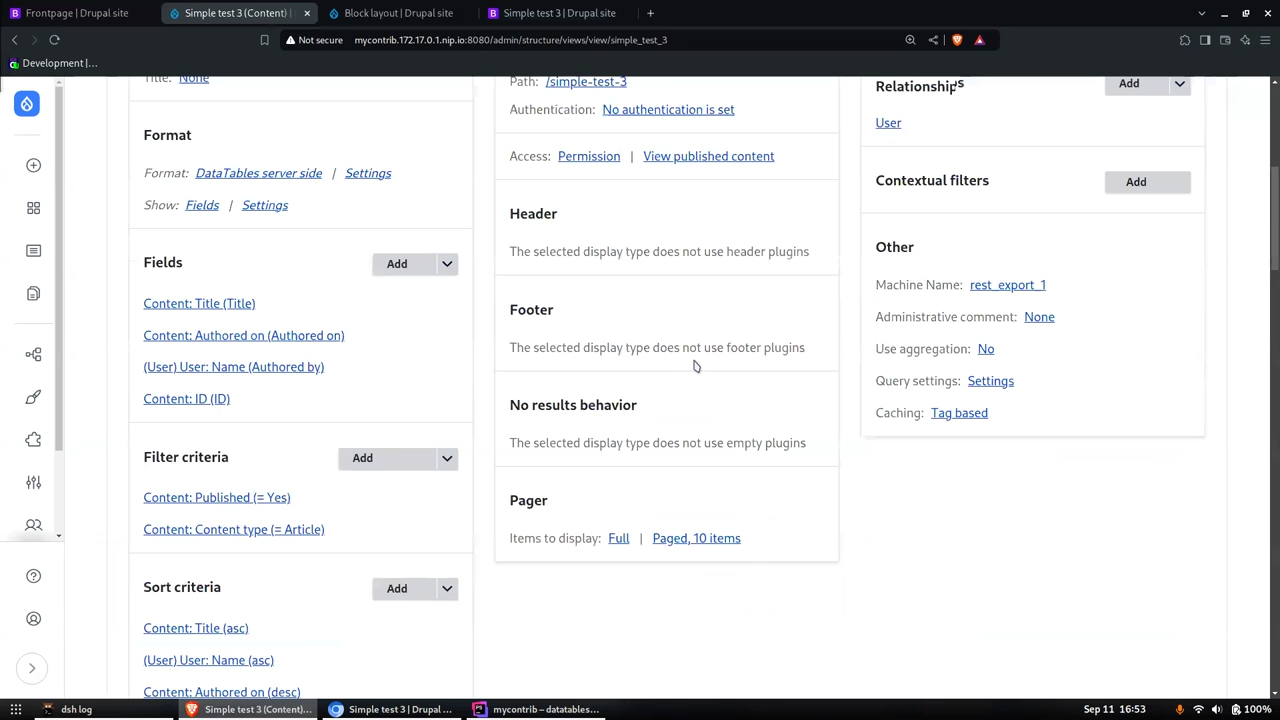 Frontpage | Drupal site
Simple test 3 (Content) |
Block layout | Drupal site
Simple test 3 | Drupal site
Not secure mycontrib.172.17.0.1.nip.io:8080/admin/structure/views/view/simple_test_3
Development |...
Title: None
Format
Format: DataTables server side | Settings
Show: Fields | Settings
Fields
Add
Content: Title (Title)
Content: Authored on (Authored on)
(User) User: Name (Authored by)
Content: ID (ID)
Filter criteria
Add
Content: Published (= Yes)
Content: Content type (= Article)
Sort criteria
Add
Content: Title (asc)
(User) User: Name (asc)
Content: Authored on (desc)
Path: /simple-test-3
Authentication: No authentication is set
Access: Permission | View published content
Header
The selected display type does not use header plugins
Footer
The selected display type does not use footer plugins
No results behavior
The selected display type does not use empty plugins
Pager
Items to display: Full | Paged, 10 items
Relationships
Add
User
Contextual filters
Add
Other
Machine Name: rest_export_1
Administrative comment: None
Use aggregation: No
Query settings: Settings
Caching: Tag based
dsh log
Simple test 3 (Content)...
Simple test 3 | Drupal ...
mycontrib – datatables...
Sep 11 16:53
100%